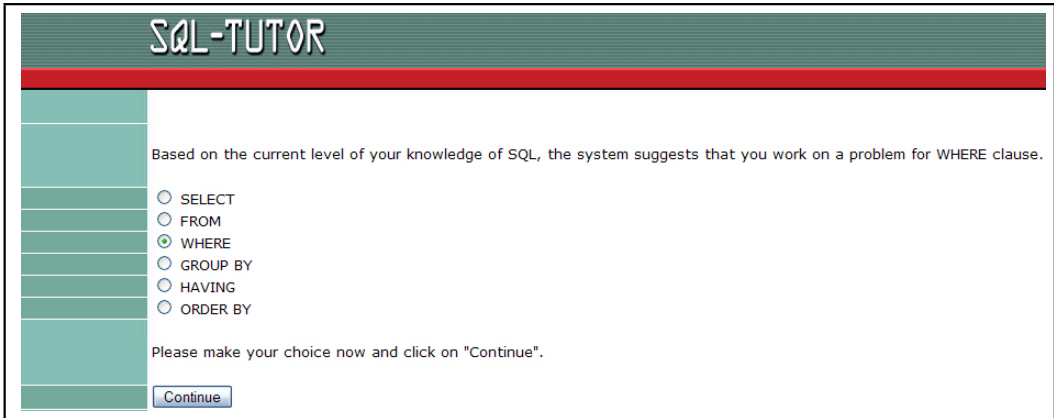 SQL-TUTOR
Based on the current level of your knowledge of SQL, the system suggests that you work on a problem for WHERE clause.
SELECT
FROM
WHERE
GROUP BY
HAVING
ORDER BY
Please make your choice now and click on "Continue".
Continue